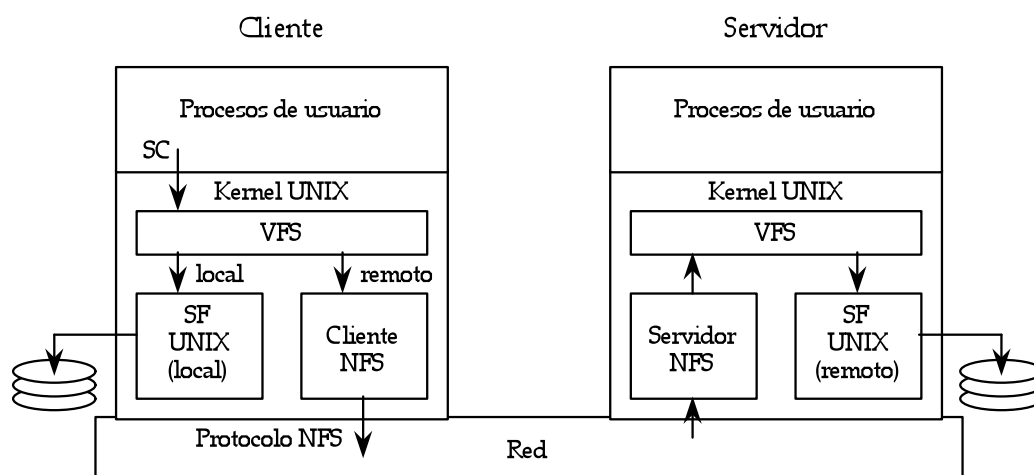 Cliente
Servidor
Procesos de usuario
Procesos de usuario
SC
Kernel UNIX
Kernel UNIX
VFS
VFS
local
remoto
SF
UNIX
(local)
Cliente
NFS
Servidor
NFS
SF
UNIX
(remoto)
Protocolo NFS
Red